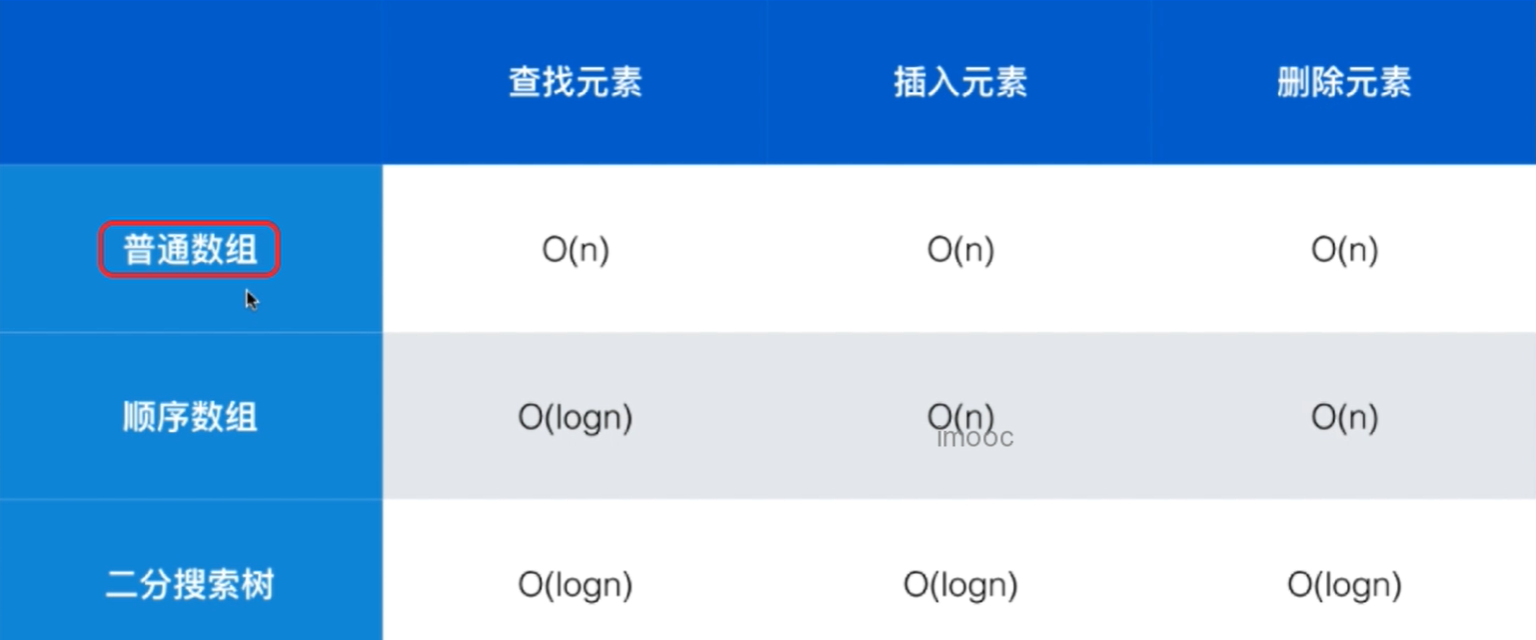 查找元素 插入元素 删除元素
普通数组 O(n) O(n) O(n)
顺序数组 O(logn) O(n) O(n)
imooc
二分搜索树 O(logn) O(logn) O(logn)